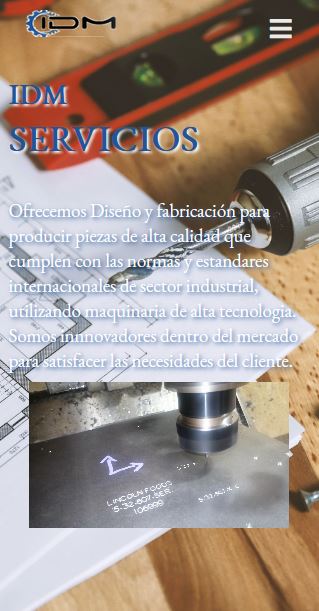 IDM
IDM
SERVICIOS
Ofrecemos Diseño y fabricación para
producir piezas de alta calidad que
cumplen con las normas y estandares
internacionales de sector industrial,
utilizando maquinaria de alta tecnologia.
Somos innnovadores dentro del mercado
para satisfacer las necesidades del cliente.
LINCOLN FOODS